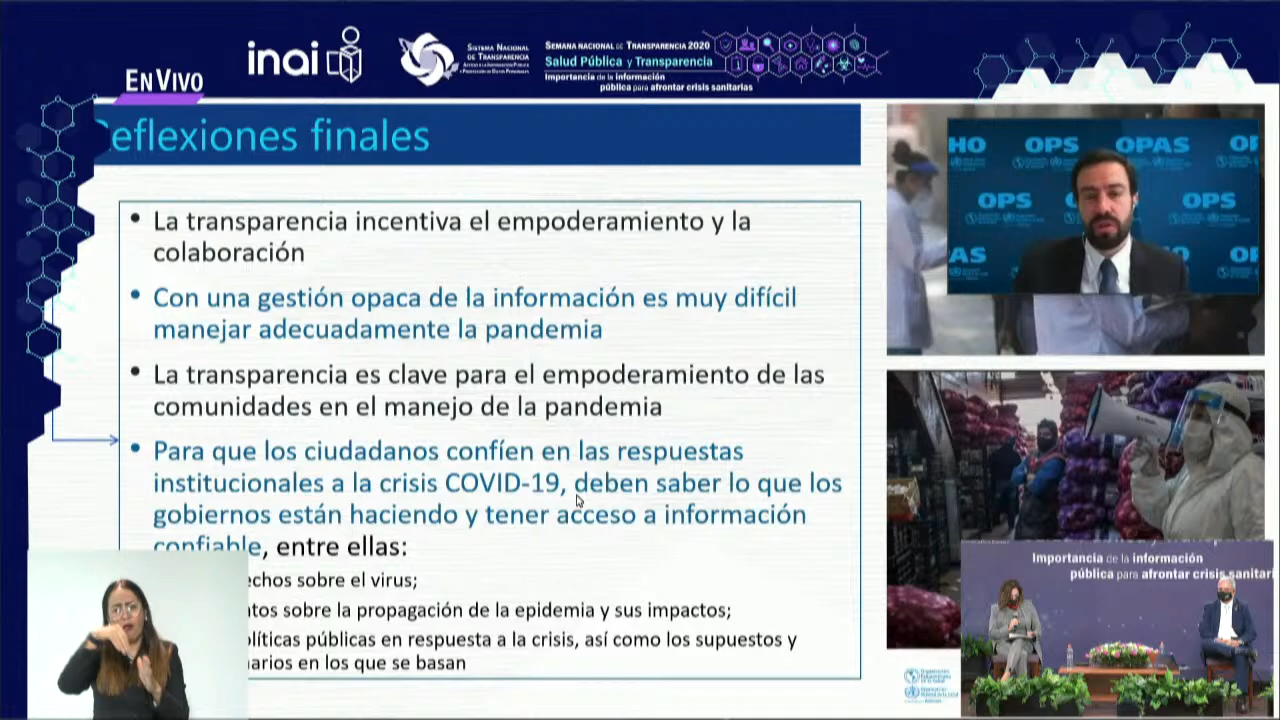 EN VIVO
inai
SISTEMA NACIONAL
DE TRANSPARENCIA
SEMANA NACIONAL DE TRANSPARENCIA 2020
Salud Pública y Transparencia
Importancia de la información
pública para afrontar crisis sanitarias
eflexiones finales
• La transparencia incentiva el empoderamiento y la
colaboración
• Con una gestión opaca de la información es muy difícil
manejar adecuadamente la pandemia
• La transparencia es clave para el empoderamiento de las
comunidades en el manejo de la pandemia
• Para que los ciudadanos confíen en las respuestas
institucionales a la crisis COVID-19, deben saber lo que los
gobiernos están haciendo y tener acceso a información
confiable, entre ellas:
echos sobre el virus;
tos sobre la propagación de la epidemia y sus impactos;
olíticas públicas en respuesta a la crisis, así como los supuestos y
arios en los que se basan
HO OPS OPAS OP
OPS OPS
AS
Importancia de la información
pública para afrontar crisis sanitari